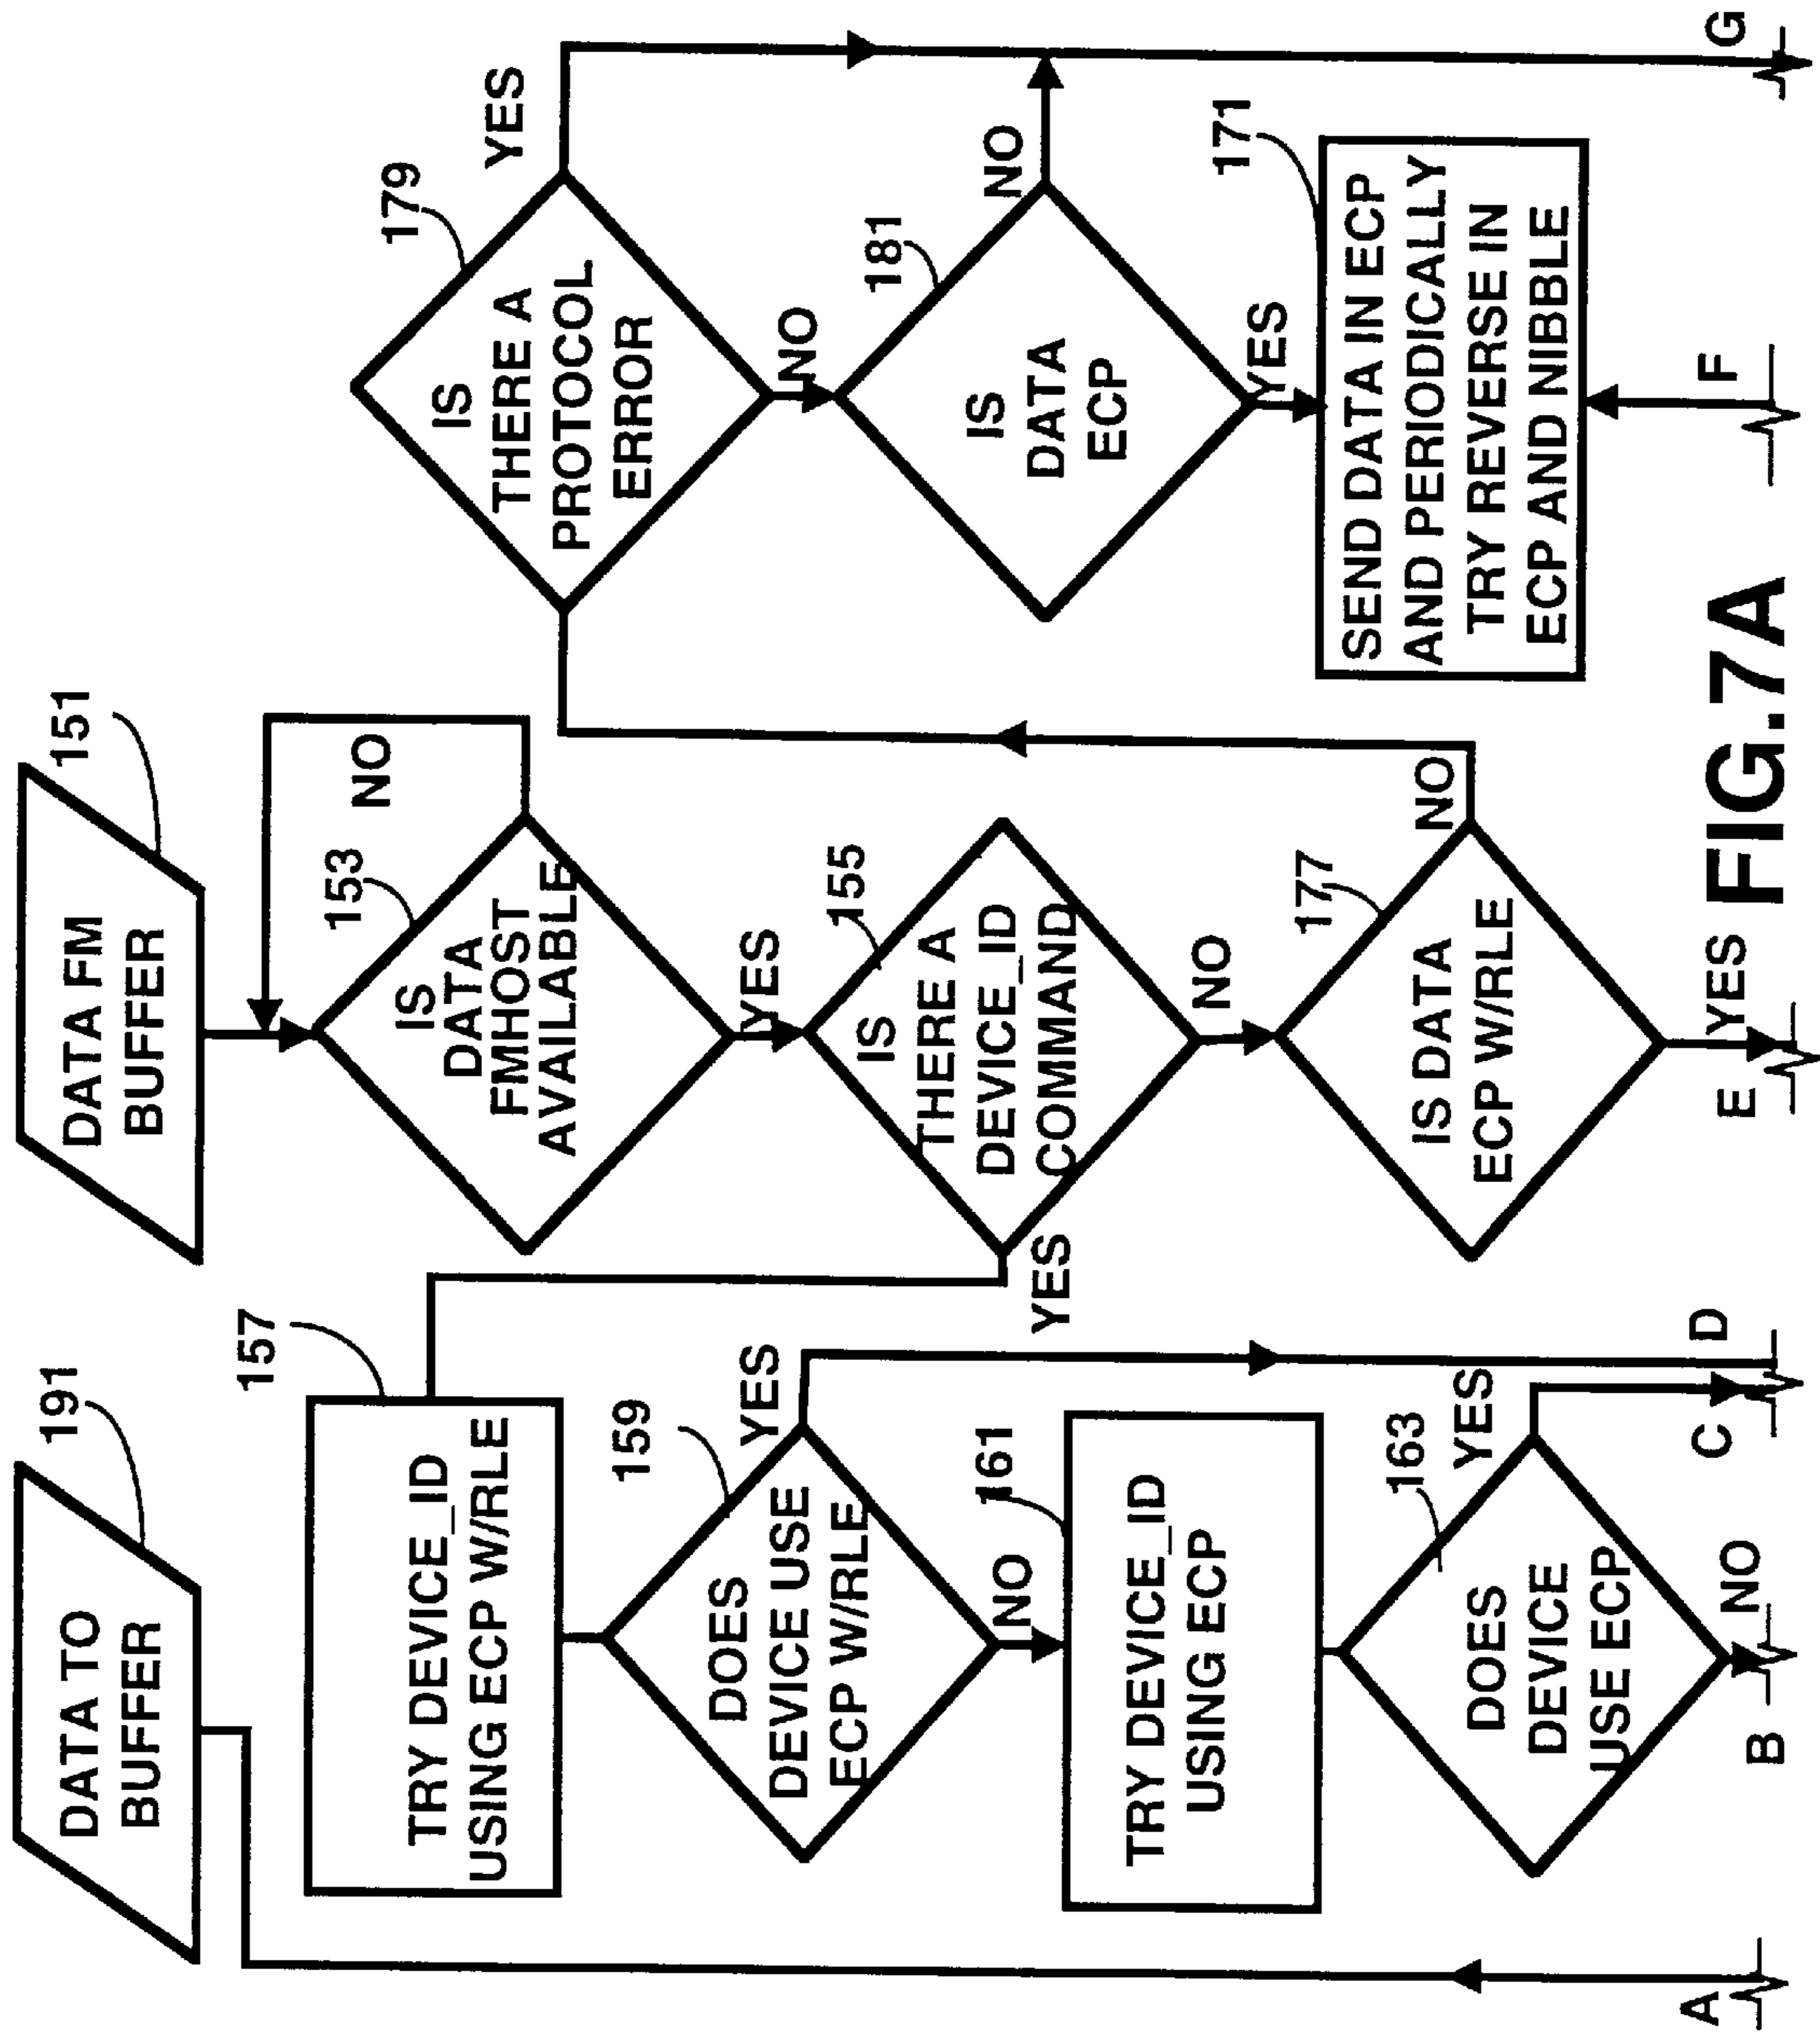 191
DATA TO
BUFFER
157
TRY DEVICE_ID
USING ECP W/RLE
159
DOES
DEVICE USE
ECP W/RLE
YES
NO
161
TRY DEVICE_ID
USING ECP
163
DOES
DEVICE
USE ECP
YES
NO
A
B
C
D
151
DATA FM
BUFFER
153
IS
DATA
FMHOST
AVAILABLE
NO
YES
155
IS
THERE A
DEVICE_ID
COMMAND
YES
NO
177
IS DATA
ECP W/RLE
NO
YES
E
179
IS
THERE A
PROTOCOL
ERROR
YES
NO
181
IS
DATA
ECP
NO
YES
171
SEND DATA IN ECP
AND PERIODICALLY
TRY REVERSE IN
ECP AND NIBBLE
F
G
FIG.7A